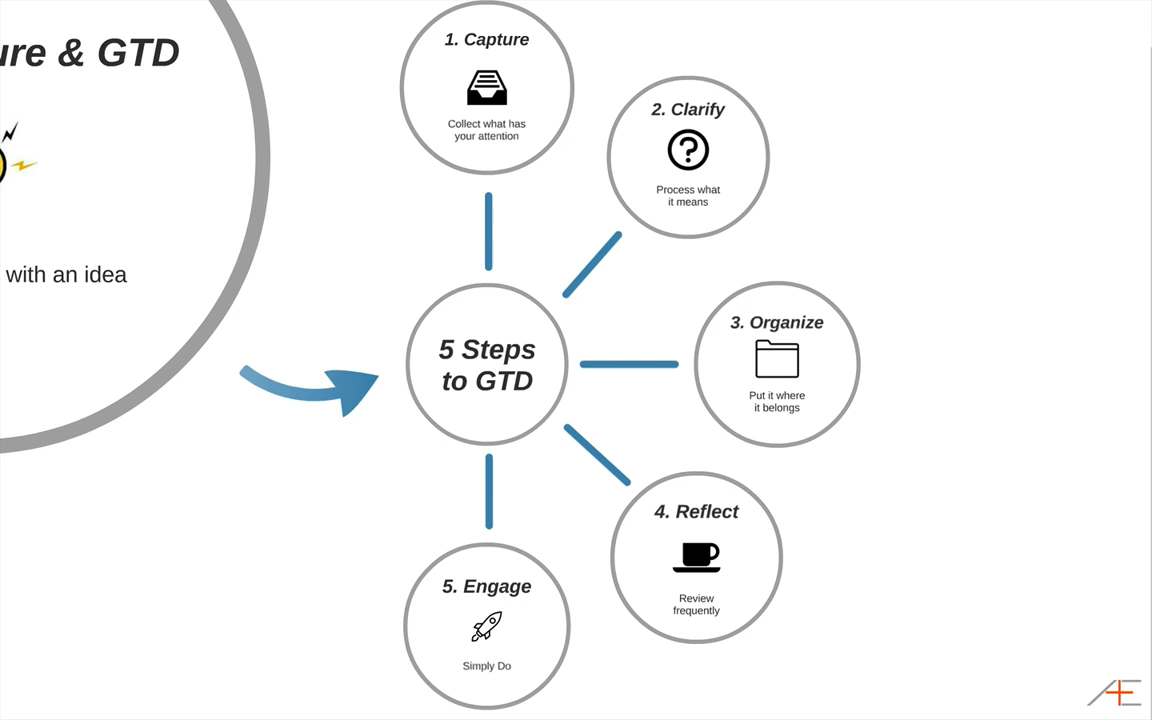 & GTD
with an idea
1. Capture
Collect what has
your attention
2. Clarify
Process what
it means
5 Steps
to GTD
3. Organize
Put it where
it belongs
4. Reflect
Review
frequently
5. Engage
Simply Do
AE